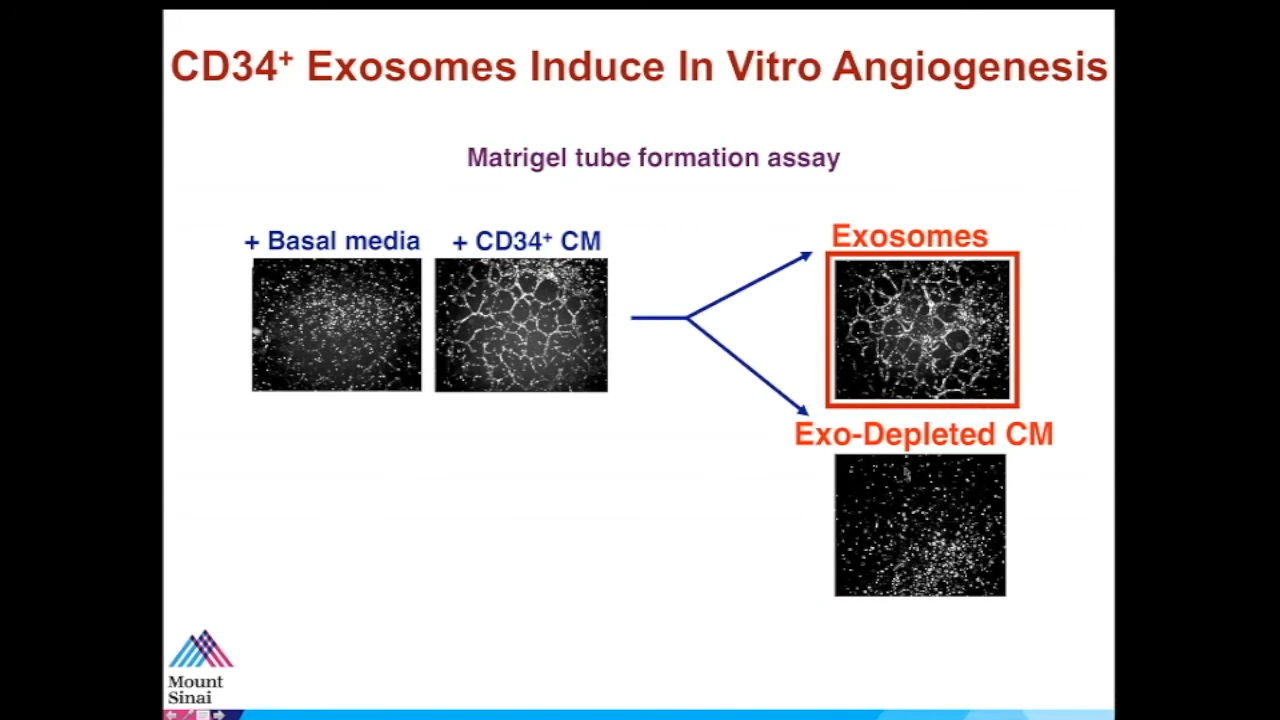 CD34⁺ Exosomes Induce In Vitro Angiogenesis
Matrigel tube formation assay
+ Basal media
+ CD34⁺ CM
Exosomes
Exo-Depleted CM
Mount
Sinai